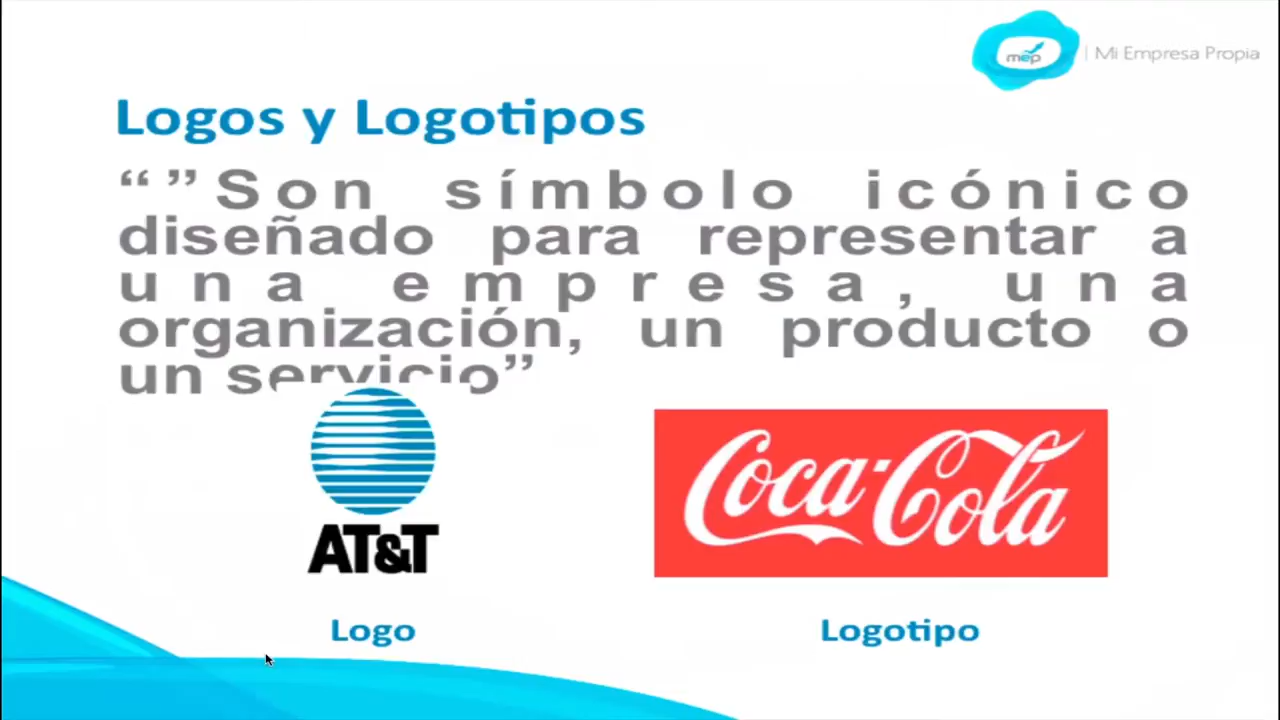 mep | Mi Empresa Propia
Logos y Logotipos
“”Son símbolo icónico
diseñado para representar a
una empresa, una
organización, un producto o
un servicio”
AT&T
Coca-Cola
Logo
Logotipo